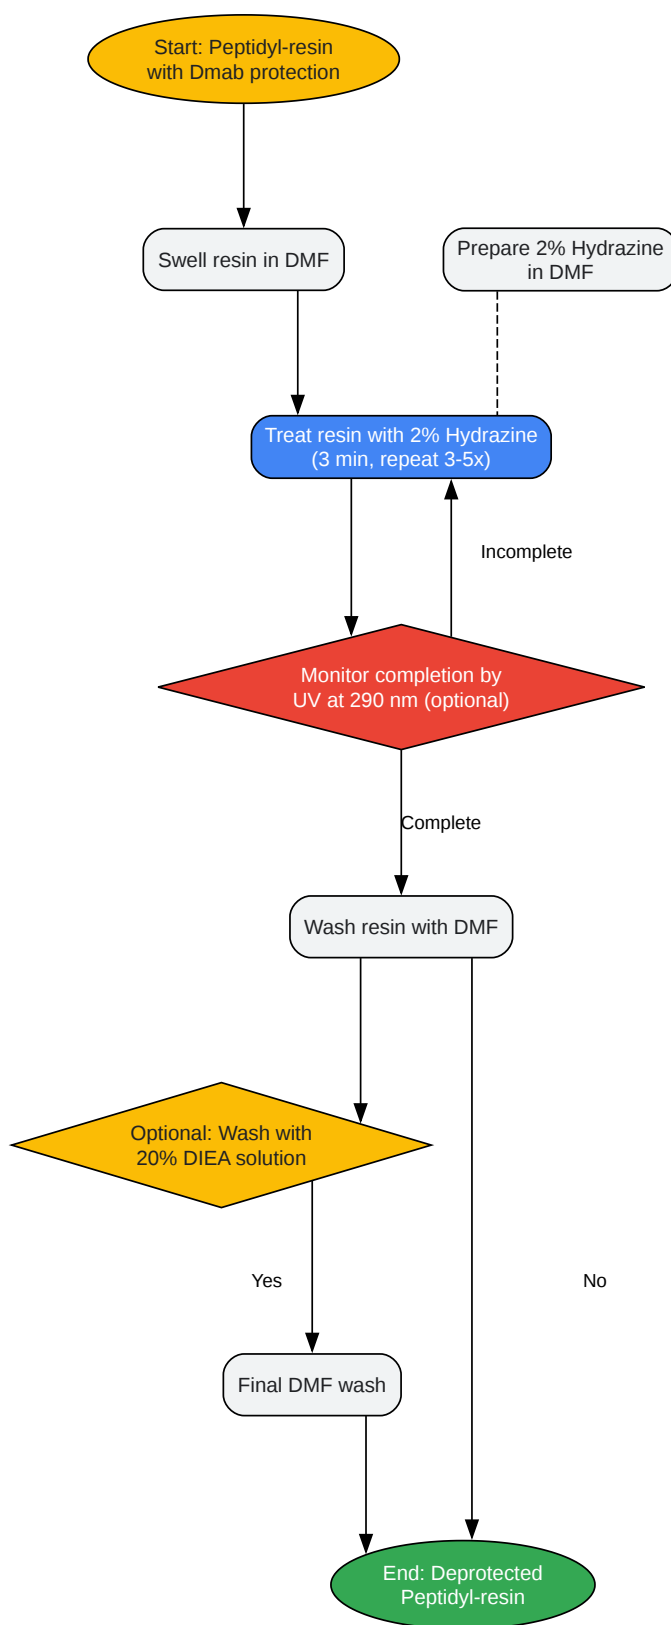 Start: Peptidyl-resin
with Dmab protection
Swell resin in DMF
Prepare 2% Hydrazine
in DMF
Treat resin with 2% Hydrazine
(3 min, repeat 3-5x)
Incomplete
Monitor completion by
UV at 290 nm (optional)
Complete
Wash resin with DMF
Optional: Wash with
20% DIEA solution
Yes
No
Final DMF wash
End: Deprotected
Peptidyl-resin